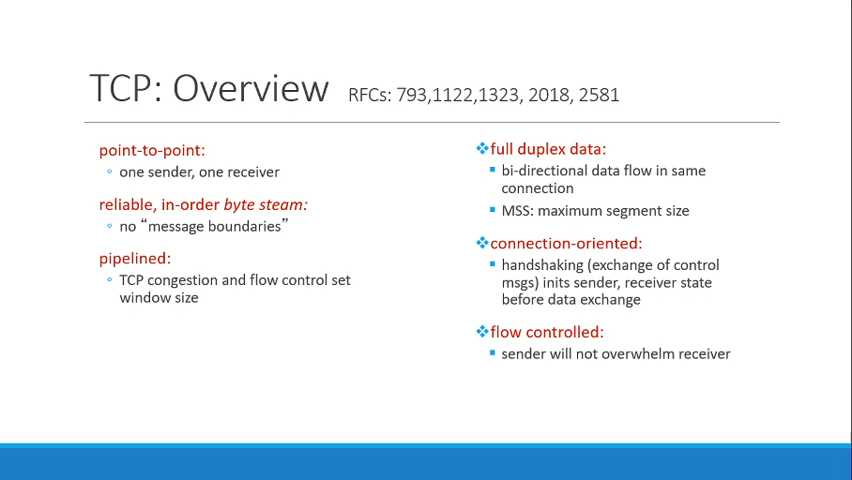 TCP: Overview RFCs: 793,1122,1323, 2018, 2581
point-to-point:
◦ one sender, one receiver
reliable, in-order byte steam:
◦ no “message boundaries”
pipelined:
◦ TCP congestion and flow control set
window size
❖full duplex data:
▪ bi-directional data flow in same
connection
▪ MSS: maximum segment size
❖connection-oriented:
▪ handshaking (exchange of control
msgs) inits sender, receiver state
before data exchange
❖flow controlled:
▪ sender will not overwhelm receiver